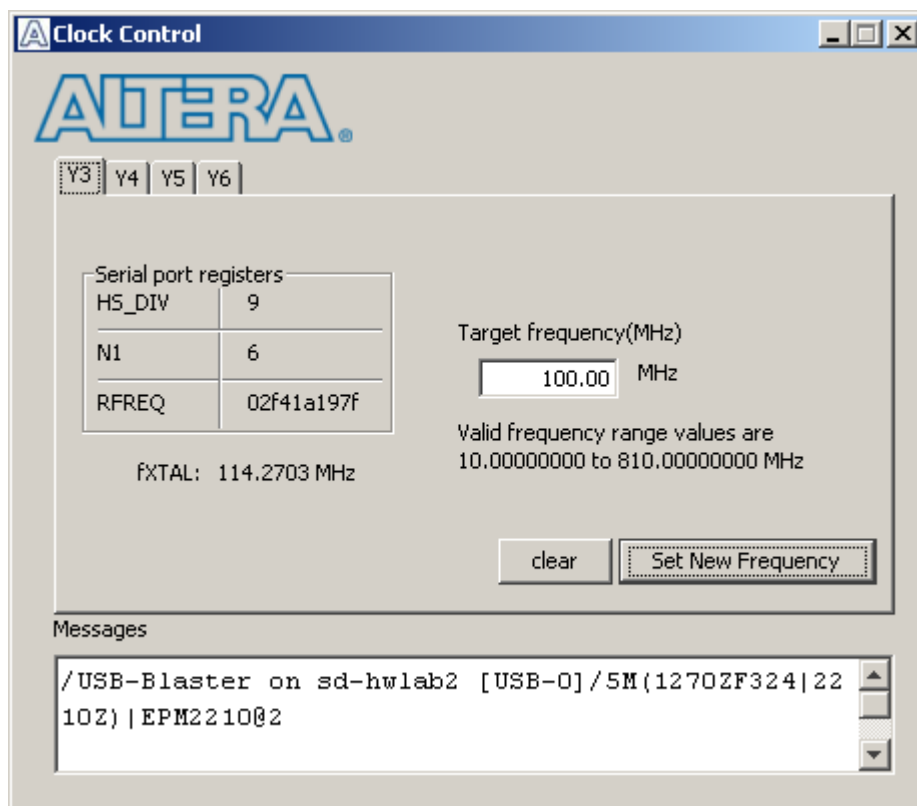 Clock Control
ALTERA®
Y3 Y4 Y5 Y6
Serial port registers
HS_DIV 9
N1 6
RFREQ 02f41a197f
fXTAL: 114.2703 MHz
Target frequency(MHz)
100.00 MHz
Valid frequency range values are
10.00000000 to 810.00000000 MHz
clear
Set New Frequency
Messages
/USB-Blaster on sd-hwlab2 [USB-0]/5M(1270ZF324|22
10Z)|EPM2210@2